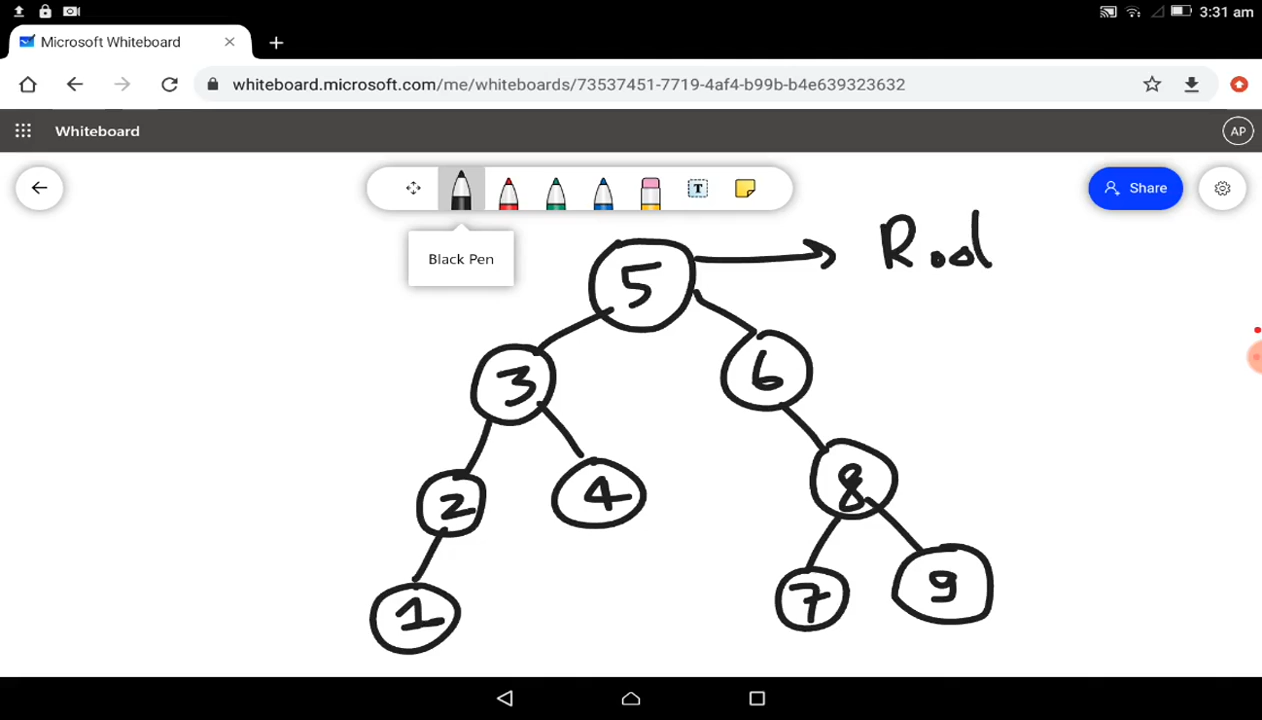 3:31 am
Microsoft Whiteboard
whiteboard.microsoft.com/me/whiteboards/73537451-7719-4af4-b99b-b4e639323632
Whiteboard
AP
T
Share
Black Pen
5
3
6
2
4
8
1
7
9